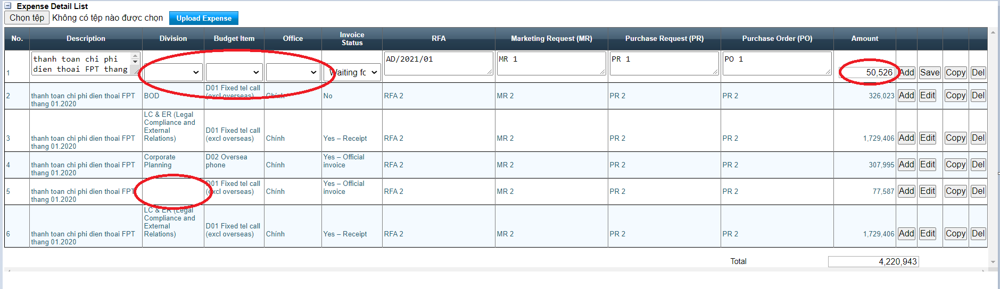 Expense Detail List
Chọn tệp Không có tệp nào được chọn Upload Expense
No. Description Division Budget Item Office Invoice Status RFA Marketing Request (MR) Purchase Request (PR) Purchase Order (PO) Amount
1 thanh toan chi phi dien thoai FPT thang Waiting fo AD/2021/01 MR 1 PR 1 PO 1 50,526 Add Save Copy Del
2 thanh toan chi phi dien thoai FPT thang 01.2020 BOD D01 Fixed tel call (excl overseas) Chính No RFA 2 MR 2 PR 2 PR 2 326,023 Add Edit Copy Del
3 thanh toan chi phi dien thoai FPT thang 01.2020 LC & ER (Legal Compliance and External Relations) D01 Fixed tel call (excl overseas) Chính Yes – Receipt RFA 2 MR 2 PR 2 PR 2 1,729,406 Add Edit Copy Del
4 thanh toan chi phi dien thoai FPT thang 01.2020 Corporate Planning D02 Oversea phone Chính Yes – Official invoice RFA 2 MR 2 PR 2 PR 2 307,995 Add Edit Copy Del
5 thanh toan chi phi dien thoai FPT thang 01.2020 D01 Fixed tel call (excl overseas) Chính Yes – Official invoice RFA 2 MR 2 PR 2 PR 2 77,587 Add Edit Copy Del
6 thanh toan chi phi dien thoai FPT thang 01.2020 LC & ER (Legal Compliance and External Relations) D01 Fixed tel call (excl overseas) Chính Yes – Receipt RFA 2 MR 2 PR 2 PR 2 1,729,406 Add Edit Copy Del
Total 4,220,943